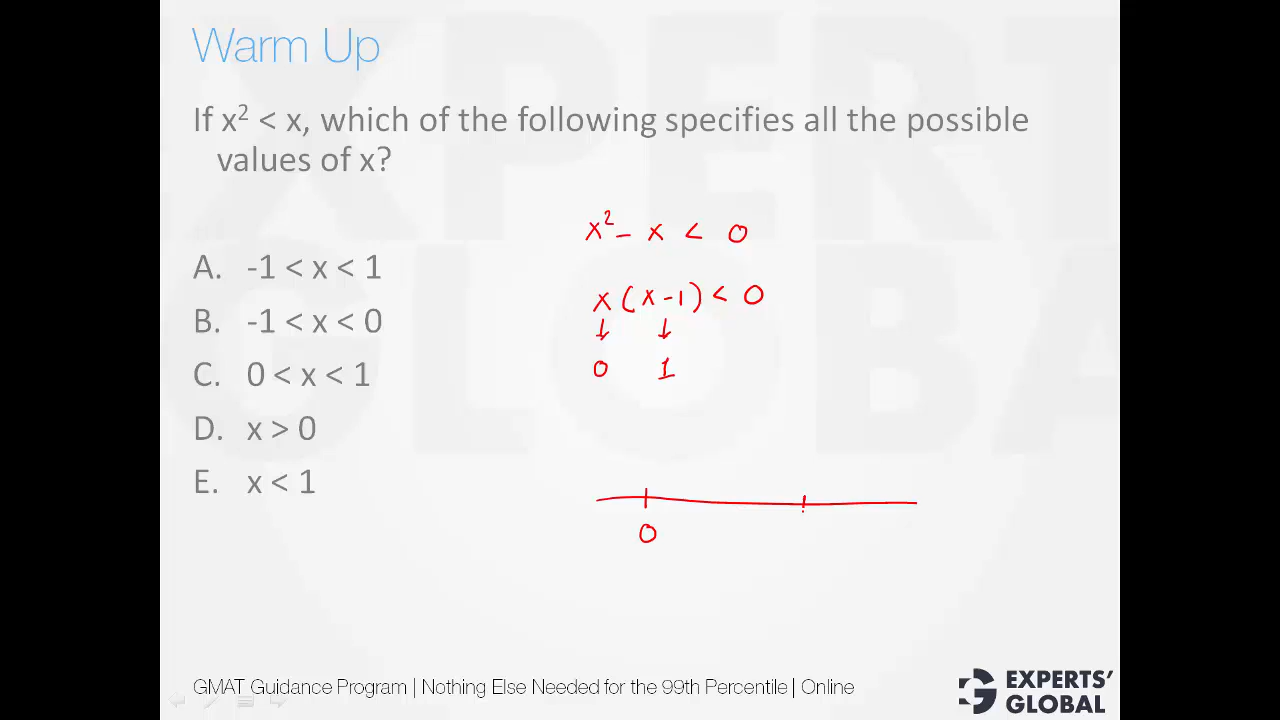 Warm Up
If x² < x, which of the following specifies all the possible
values of x?
x² - x < 0
A. -1 < x < 1
x (x-1) < 0
B. -1 < x < 0
0 1
C. 0 < x < 1
D. x > 0
E. x < 1
0
GMAT Guidance Program | Nothing Else Needed for the 99th Percentile | Online
EXPERTS'
GLOBAL